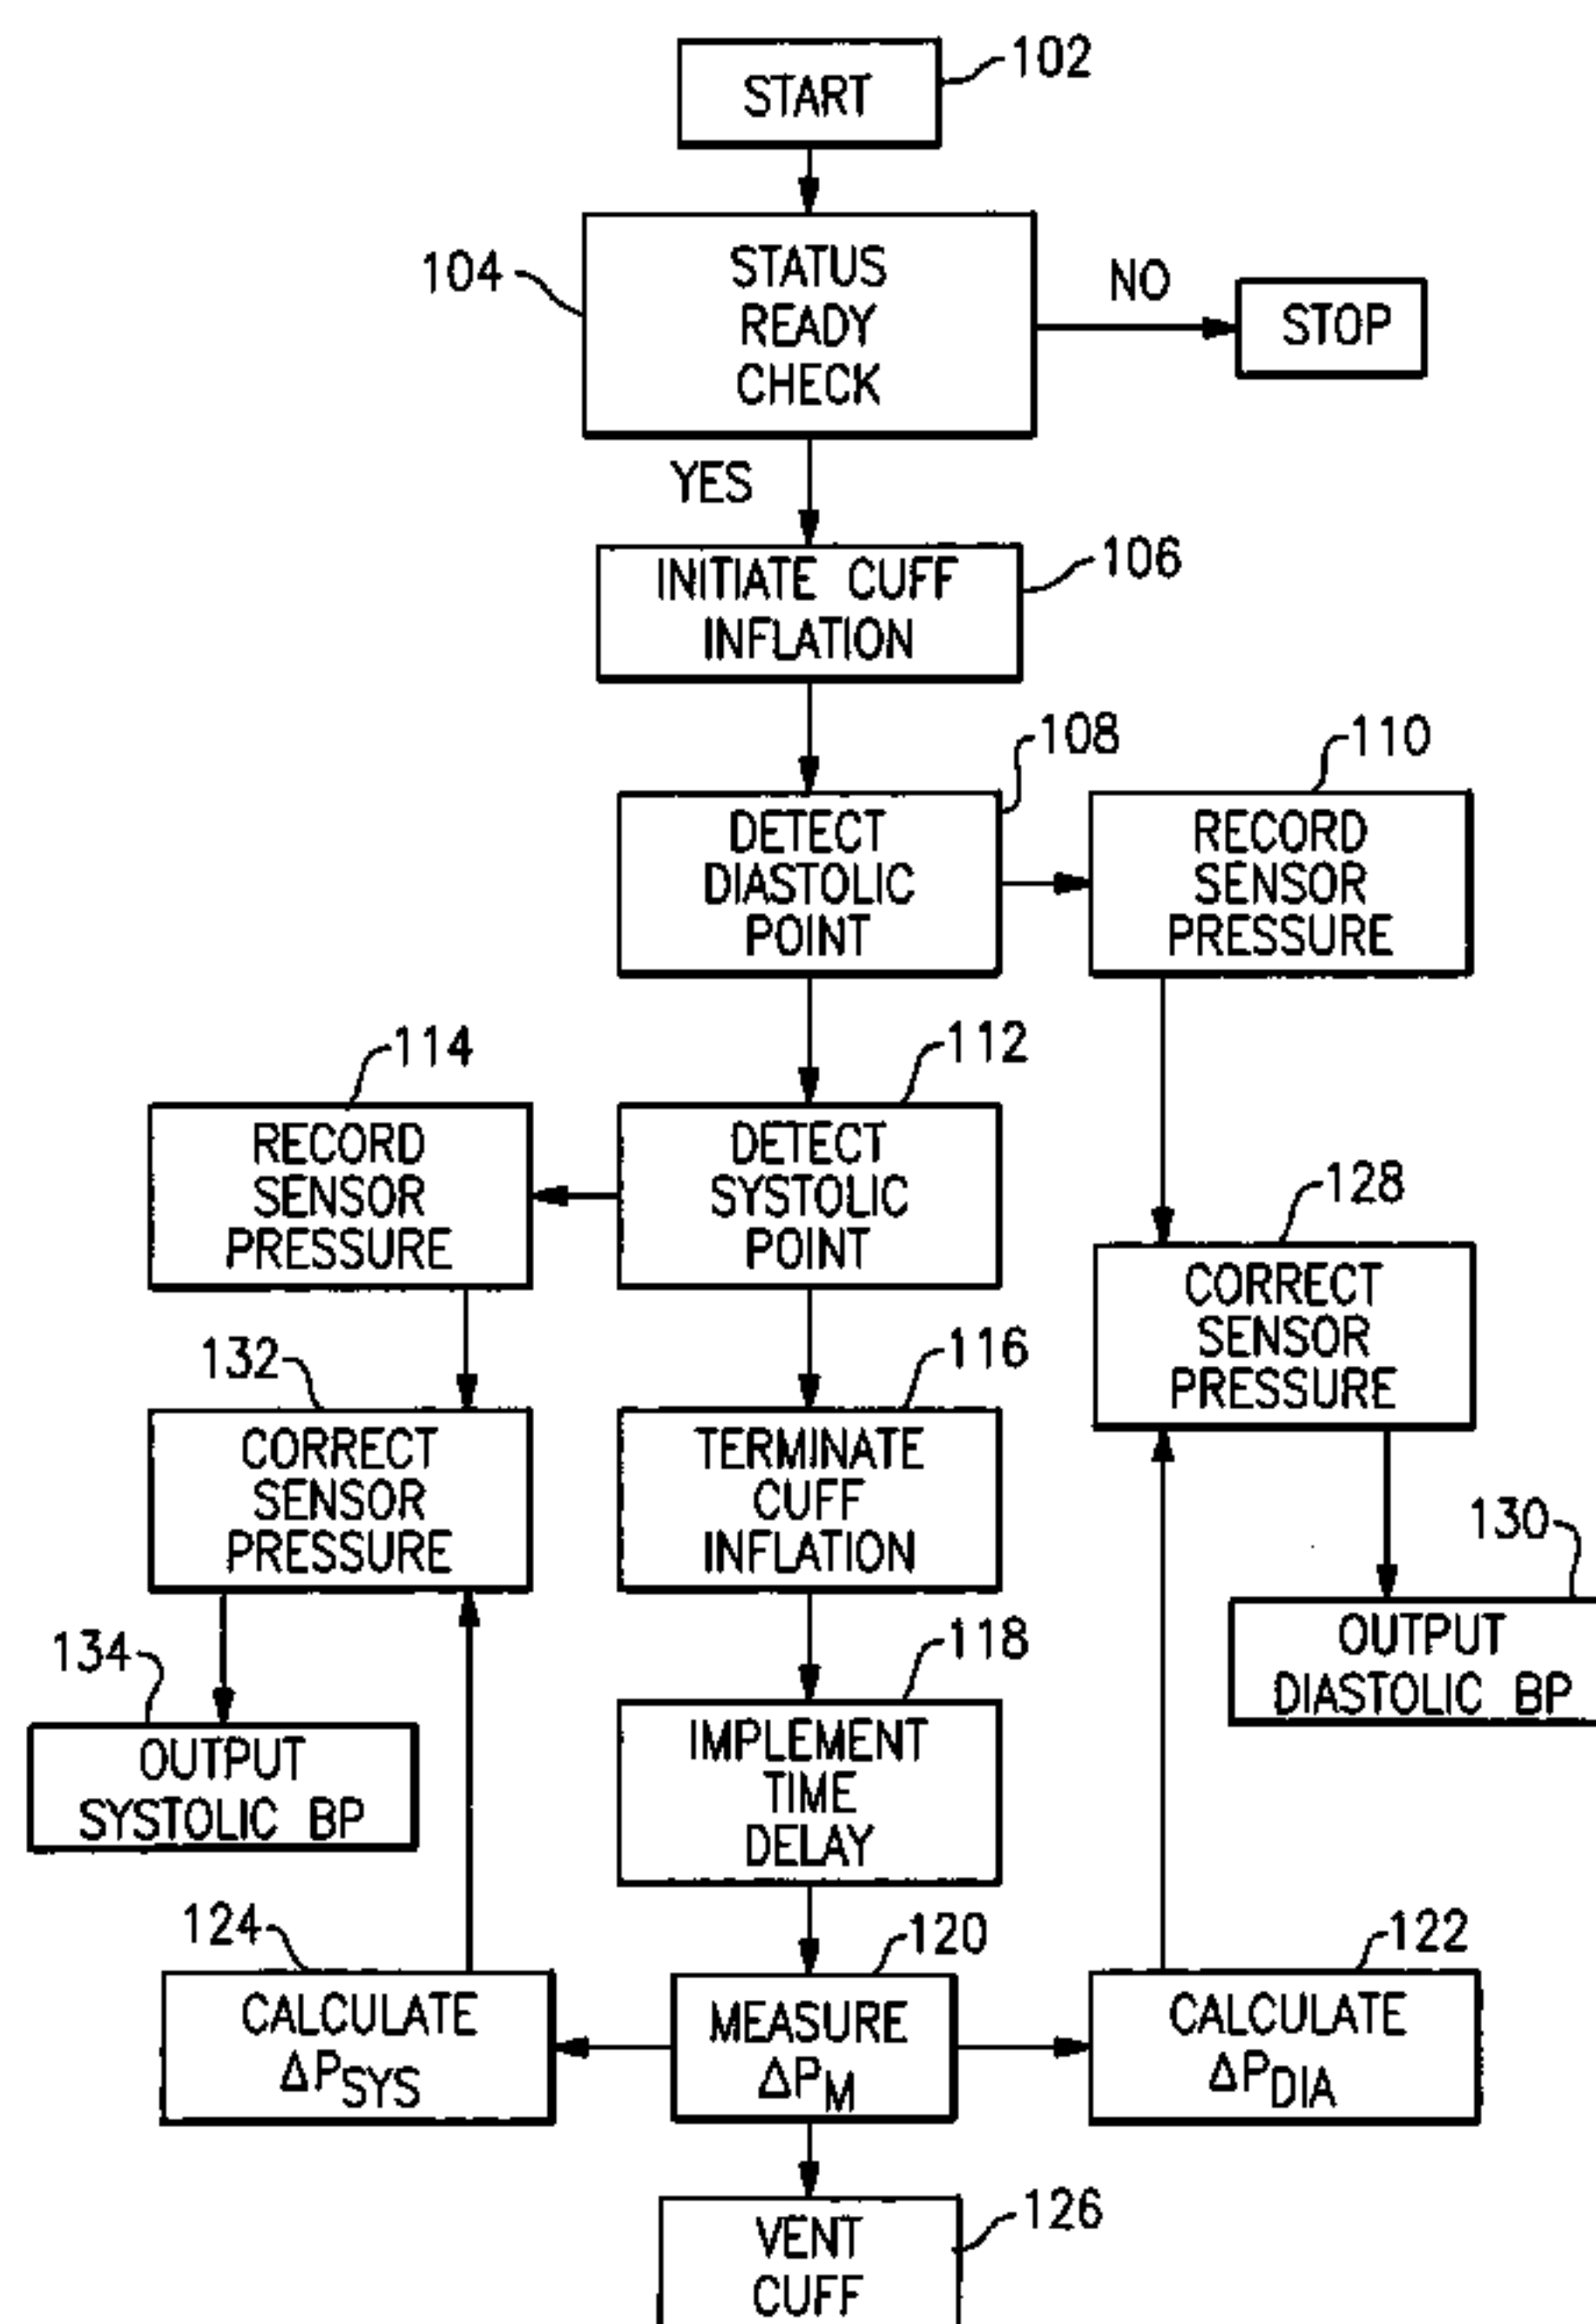 START
102
104
STATUS
READY
CHECK
NO
STOP
YES
INITIATE CUFF
INFLATION
106
108
110
DETECT
DIASTOLIC
POINT
RECORD
SENSOR
PRESSURE
114
112
RECORD
SENSOR
PRESSURE
DETECT
SYSTOLIC
POINT
128
CORRECT
SENSOR
PRESSURE
132
116
CORRECT
SENSOR
PRESSURE
TERMINATE
CUFF
INFLATION
130
OUTPUT
DIASTOLIC BP
134
118
OUTPUT
SYSTOLIC BP
IMPLEMENT
TIME
DELAY
124
120
122
CALCULATE
ΔPSYS
MEASURE
ΔPM
CALCULATE
ΔPDIA
126
VENT
CUFF